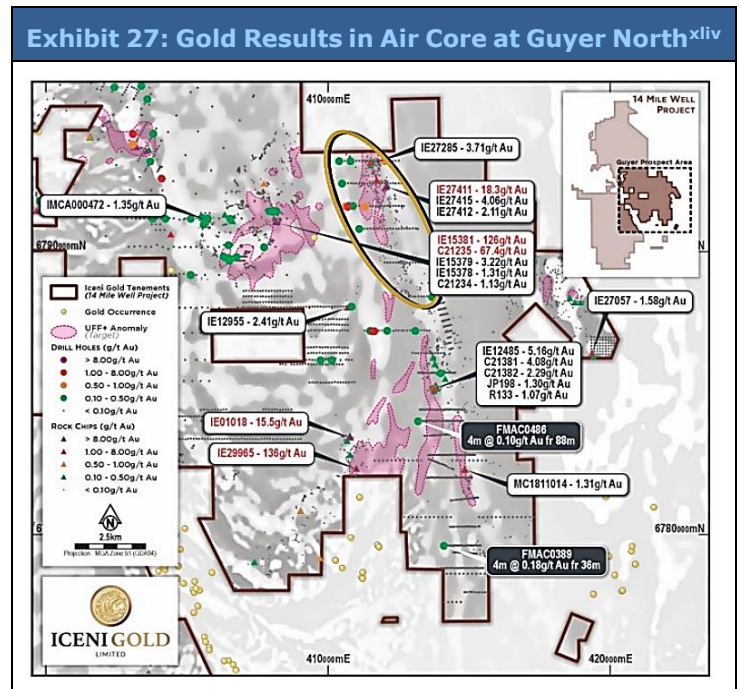 Exhibit 27: Gold Results in Air Core at Guyer North xliv
410000mE
14 MILE WELL
PROJECT
Guyer Prospect Area
IE27285 - 3.71g/t Au
IE27411 - 18.3g/t Au
IE27415 - 4.06g/t Au
IE27412 - 2.11g/t Au
IMCA000472 - 1.35g/t Au
6790000mN
IE15381 - 126g/t Au
C21235 - 67.4g/t Au
IE15379 - 3.22g/t Au
IE15378 - 1.31g/t Au
C21234 - 1.13g/t Au
IE27057 - 1.58g/t Au
IE12955 - 2.41g/t Au
Iceni Gold Tenements
(14 Mile Well Project)
Gold Occurrence
UFF+ Anomaly
(Target)
DRILL HOLES (g/t Au)
> 8.00g/t Au
1.00 - 8.00g/t Au
0.50 - 1.00g/t Au
0.10 - 0.50g/t Au
< 0.10g/t Au
ROCK CHIPS (g/t Au)
> 8.00g/t Au
1.00 - 8.00g/t Au
0.50 - 1.00g/t Au
0.10 - 0.50g/t Au
< 0.10g/t Au
N
2.5km
Projection: MGA Zone 51 (GDA94)
IE12485 - 5.16g/t Au
C21381 - 4.08g/t Au
C21382 - 2.29g/t Au
JP198 - 1.30g/t Au
R133 - 1.07g/t Au
IE01018 - 15.5g/t Au
FMAC0486
4m @ 0.10g/t Au fr 88m
IE29965 - 136g/t Au
MC1811014 - 1.31g/t Au
6780000mN
FMAC0389
4m @ 0.18g/t Au fr 36m
ICENI GOLD
LIMITED
410000mE
420000mE